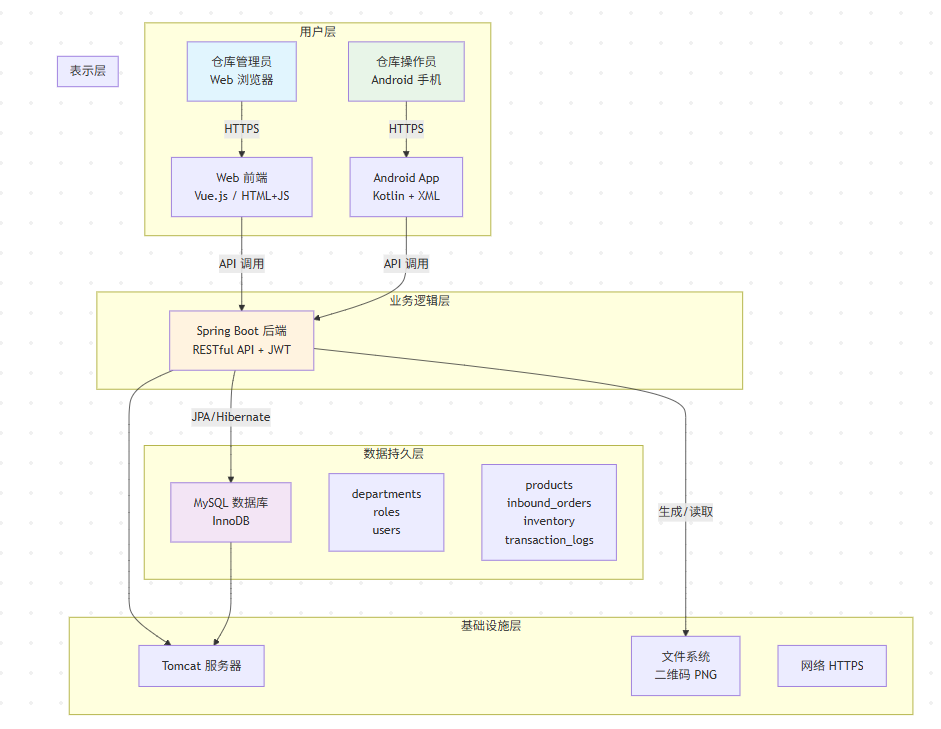 用户层
表示层
仓库管理员
Web 浏览器
仓库操作员
Android 手机
HTTPS
HTTPS
Web 前端
Vue.js / HTML+JS
Android App
Kotlin + XML
API 调用
API 调用
业务逻辑层
Spring Boot 后端
RESTful API + JWT
JPA/Hibernate
数据持久层
MySQL 数据库
InnoDB
departments
roles
users
products
inbound_orders
inventory
transaction_logs
生成/读取
基础设施层
Tomcat 服务器
文件系统
二维码 PNG
网络 HTTPS